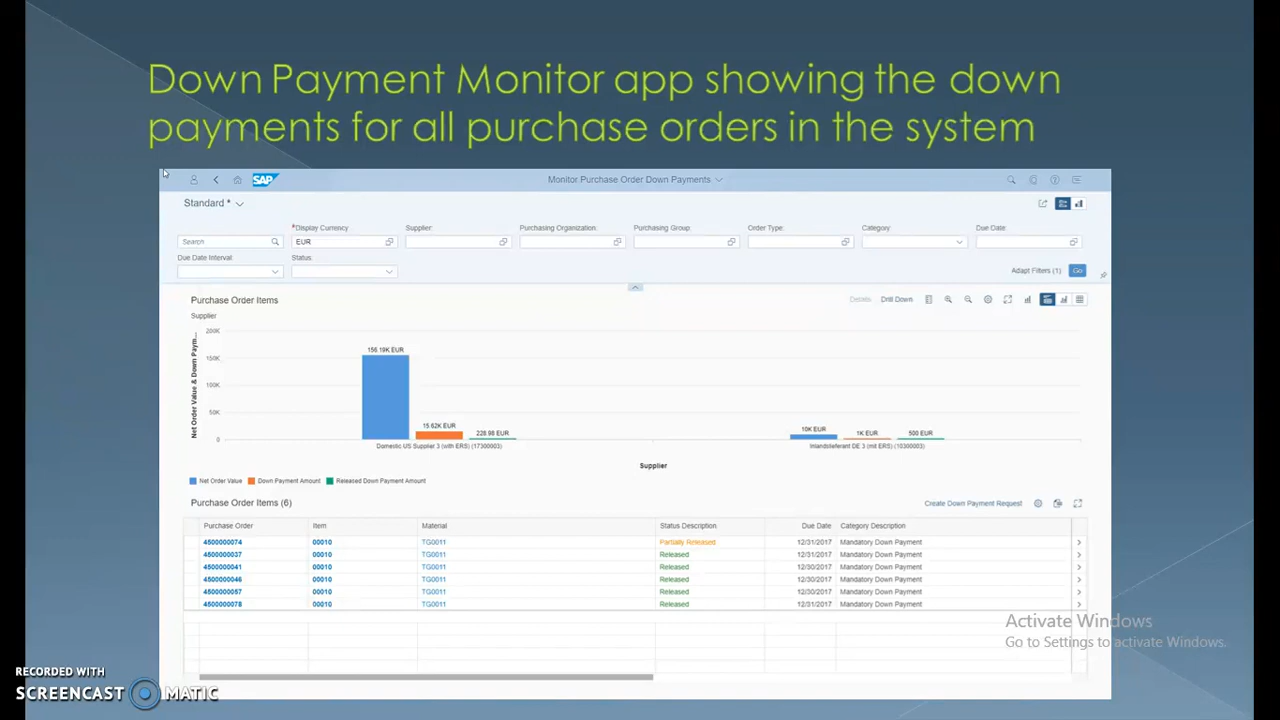 Down Payment Monitor app showing the down
payments for all purchase orders in the system
SAP
Monitor Purchase Order Down Payments
Standard *
*Display Currency: Supplier: Purchasing Organization: Purchasing Group: Order Type: Category: Due Date:
Search EUR
Due Date Interval: Status:
Adapt Filters (1) Go
Purchase Order Items
Details Drill Down
Supplier
Net Order Value & Down Paym...
200K
150K
100K
50K
0
156.19K EUR
15.62K EUR
228.98 EUR
10K EUR
1K EUR
500 EUR
Domestic US Supplier 3 (with ERS) (17300003)
Inlandslieferant DE 3 (mit ERS) (10300003)
Supplier
Net Order Value Down Payment Amount Released Down Payment Amount
Purchase Order Items (6)
Create Down Payment Request
Purchase Order Item Material Status Description Due Date Category Description
4500000074 00010 TG0011 Partially Released 12/31/2017 Mandatory Down Payment
4500000037 00010 TG0011 Released 12/31/2017 Mandatory Down Payment
4500000041 00010 TG0011 Released 12/30/2017 Mandatory Down Payment
4500000046 00010 TG0011 Released 12/30/2017 Mandatory Down Payment
4500000057 00010 TG0011 Released 12/30/2017 Mandatory Down Payment
4500000078 00010 TG0011 Released 12/31/2017 Mandatory Down Payment
Activate Windows
Go to Settings to activate Windows.
RECORDED WITH
SCREENCAST MATIC